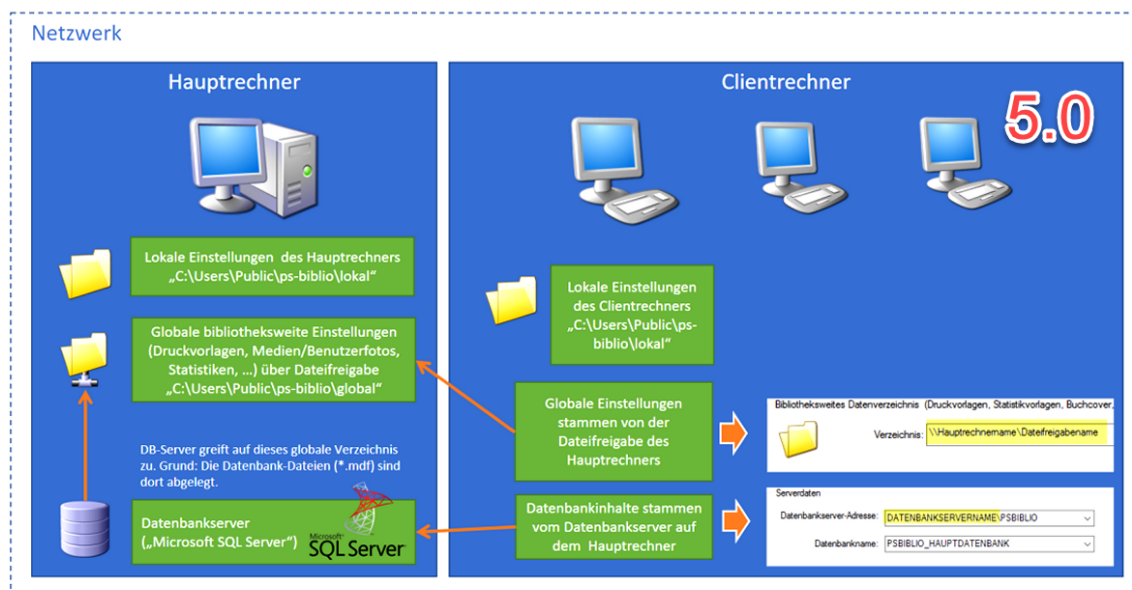 Netzwerk
Hauptrechner
Lokale Einstellungen des Hauptrechners
„C:\Users\Public\ps-biblio\lokal“
Globale bibliotheksweite Einstellungen
(Druckvorlagen, Medien/Benutzerfotos,
Statistiken, ...) über Dateifreigabe
„C:\Users\Public\ps-biblio\global“
DB-Server greift auf dieses globale Verzeichnis
zu. Grund: Die Datenbank-Dateien (*.mdf) sind
dort abgelegt.
Datenbankserver
(„Microsoft SQL Server“)
Microsoft
SQL Server
Clientrechner
5.0
Lokale Einstellungen
des Clientrechners
„C:\Users\Public\ps-
biblio\lokal“
Globale Einstellungen
stammen von der
Dateifreigabe des
Hauptrechners
Bibliotheksweites Datenverzeichnis (Druckvorlagen, Statistikvorlagen, Buchcover,
Verzeichnis: \\Hauptrechnername\Dateifreigabename
Datenbankinhalte stammen
vom Datenbankserver auf
dem Hauptrechner
Serverdaten
Datenbankserver-Adresse: DATENBANKSERVERNAME\PSBIBLIO
Datenbankname: PSBIBLIO_HAUPTDATENBANK